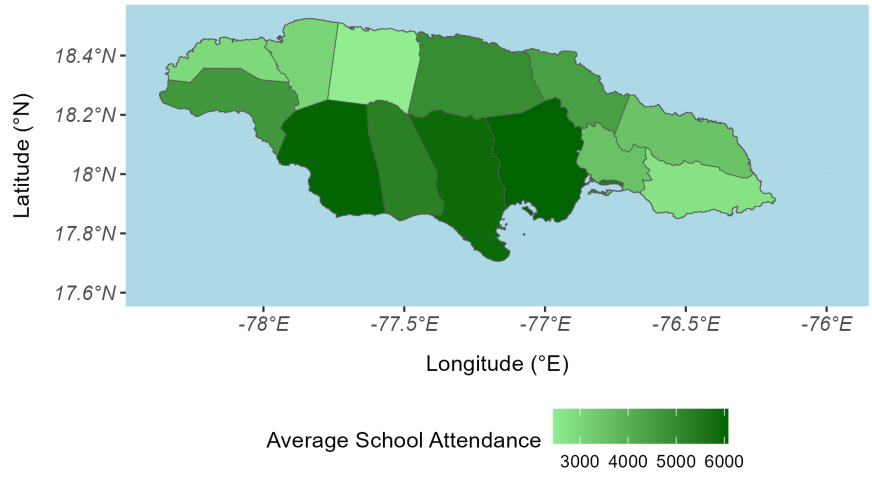 18.4°N
18.2°N
18°N
17.8°N
17.6°N
Latitude (°N)
-78°E -77.5°E -77°E -76.5°E -76°E
Longitude (°E)
Average School Attendance
3000 4000 5000 6000